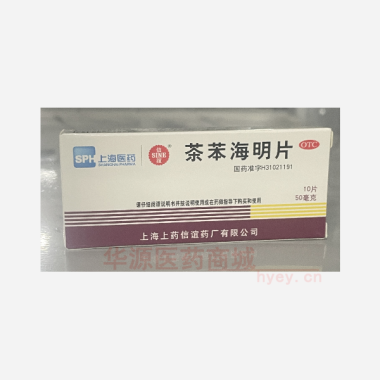 SPH 上海医药
信
SINE
谊
茶苯海明片
OTC
国药准字H31021191
10片
50毫克
请仔细阅读说明书并按说明使用或在药师指导下购买和使用
上海上药信谊药厂有限公司
华源医药商城
hyey.cn